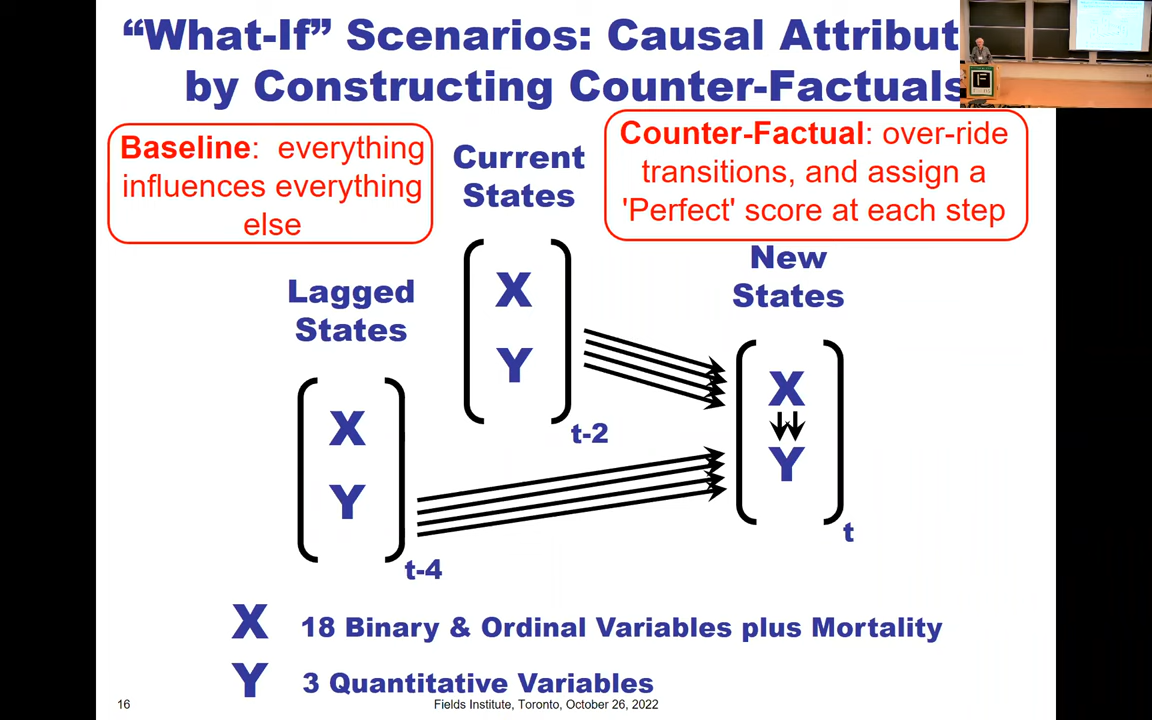 “What-If” Scenarios: Causal Attribut
by Constructing Counter-Factuals
Baseline: everything
influences everything
else
Current
States
Counter-Factual: over-ride
transitions, and assign a
'Perfect' score at each step
Lagged
States
New
States
X
Y
t-2
X
Y
t-4
X
Y
t
X 18 Binary & Ordinal Variables plus Mortality
Y 3 Quantitative Variables
16
Fields Institute, Toronto, October 26, 2022